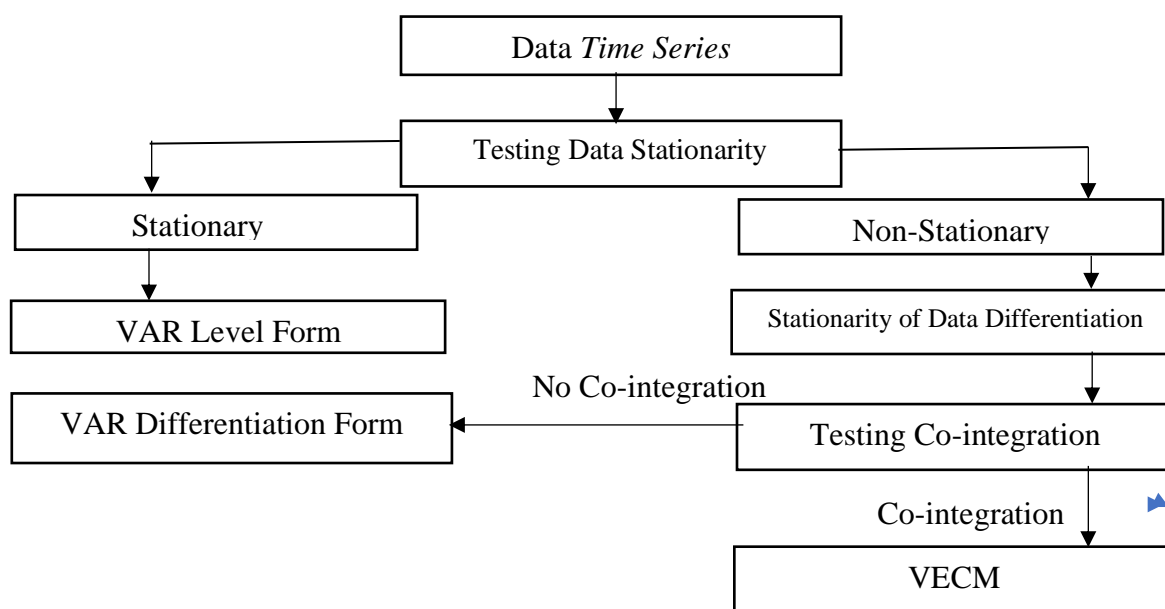 Data Time Series
Testing Data Stationarity
Stationary
Non-Stationary
VAR Level Form
Stationarity of Data Differentiation
No Co-integration
VAR Differentiation Form
Testing Co-integration
Co-integration
VECM